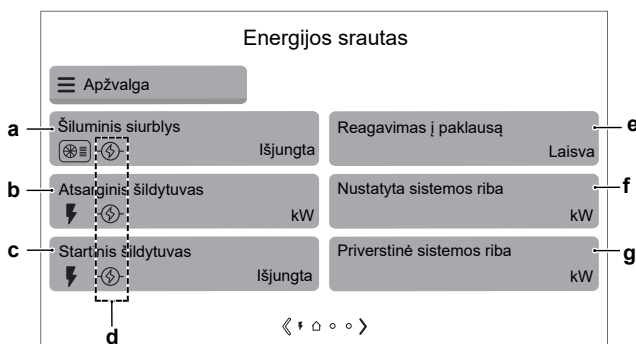 Energijos srautas
Apžvalga
a
Šiluminis siurblys
Išjungta
Reagavimas į paklausą
Laisva
e
b
Atsarginis šildytuvas
kW
Nustatyta sistemos riba
kW
f
c
Startinis šildytuvas
Išjungta
Priverstinė sistemos riba
kW
g
d